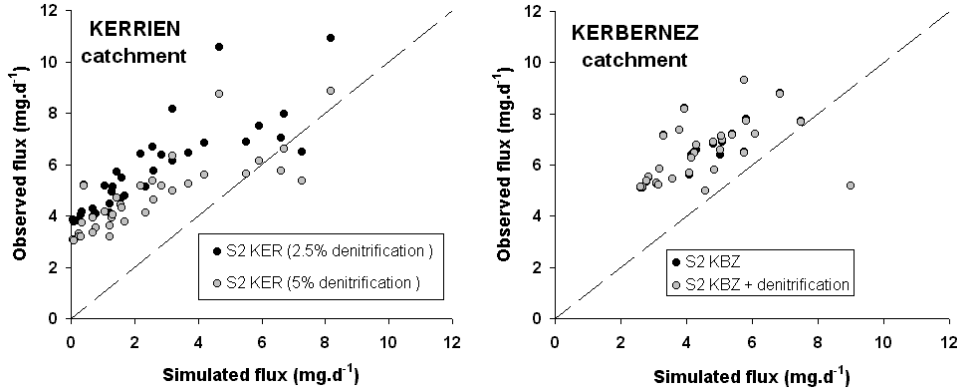 KERRIEN
catchment
Observed flux (mg.d⁻¹)
12
10
8
6
4
2
0
0 2 4 6 8 10 12
Simulated flux (mg.d⁻¹)
S2 KER (2.5% denitrification )
S2 KER (5% denitrification )
KERBERNEZ
catchment
Observed flux (mg.d⁻¹)
12
10
8
6
4
2
0
0 2 4 6 8 10 12
Simulated flux (mg.d⁻¹)
S2 KBZ
S2 KBZ + denitrification